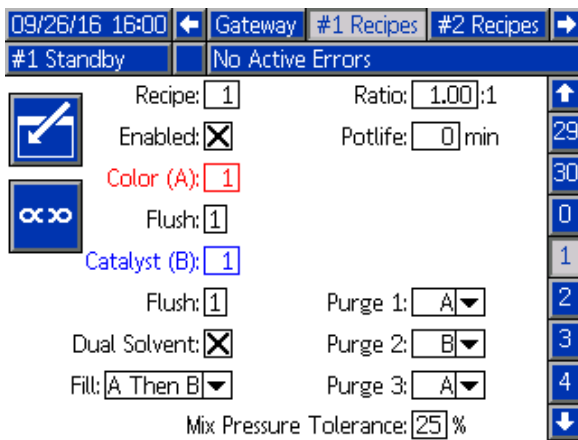 09/26/16 16:00 Gateway #1 Recipes #2 Recipes
#1 Standby No Active Errors
Recipe: 1 Ratio: 1.00 :1
Enabled: Potlife: 0 min
29
Color (A): 1
30
Flush: 1
0
Catalyst (B): 1
1
Flush: 1 Purge 1: A
2
Dual Solvent: Purge 2: B
3
Fill: A Then B Purge 3: A
4
Mix Pressure Tolerance: 25 %